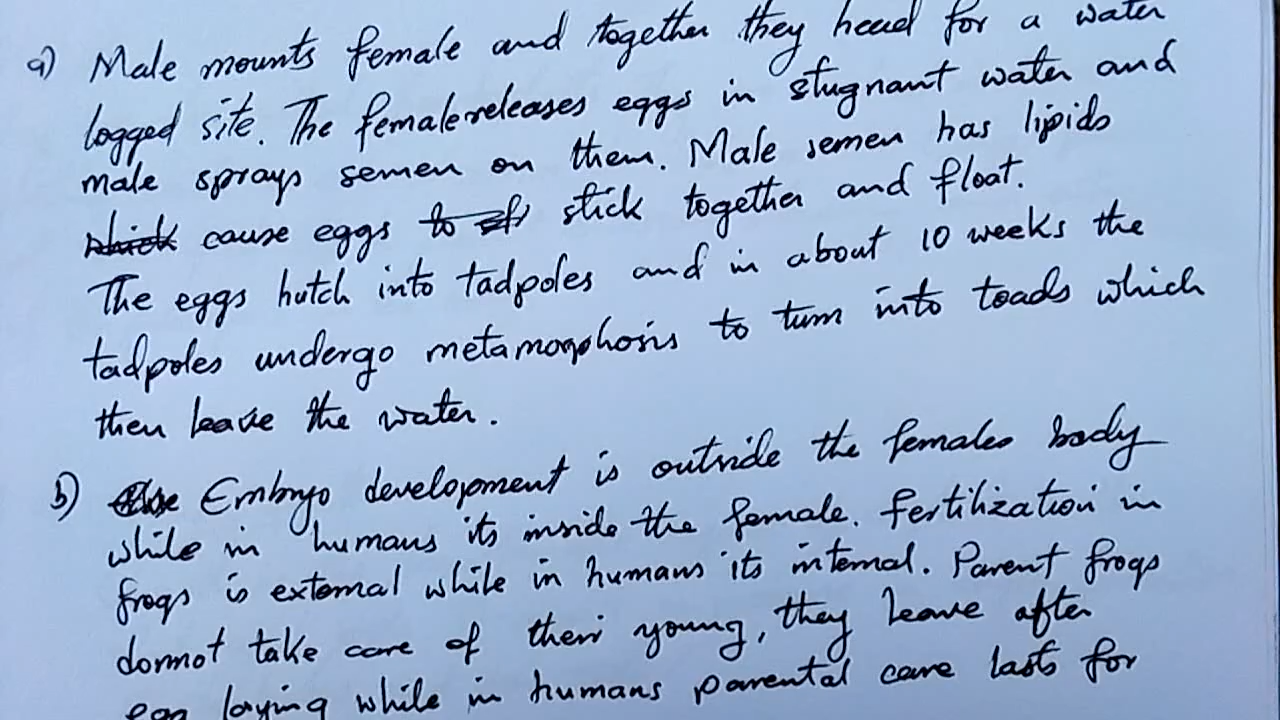 a) Male mounts female and together they head for a water
logged site. The female releases eggs in stugnant water and
male sprays semen on them. Male semen has lipids
which cause eggs to stick together and float.
The eggs hutch into tadpoles and in about 10 weeks the
tadpoles undergo metamorphosis to turn into toads which
then leave the water.
b) Embryo development is outside the females body
while in humans its inside the female. Fertilization in
frogs is external while in humans its internal. Parent frogs
donnot take care of their young, they leave after
egg laying while in humans parental care lasts for